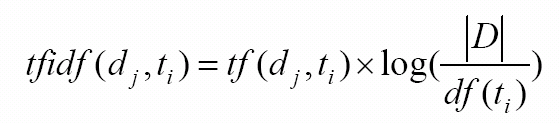 tfidf(d_j, t_i) = tf(d_j, t_i) × log(|D| / df(t_i))